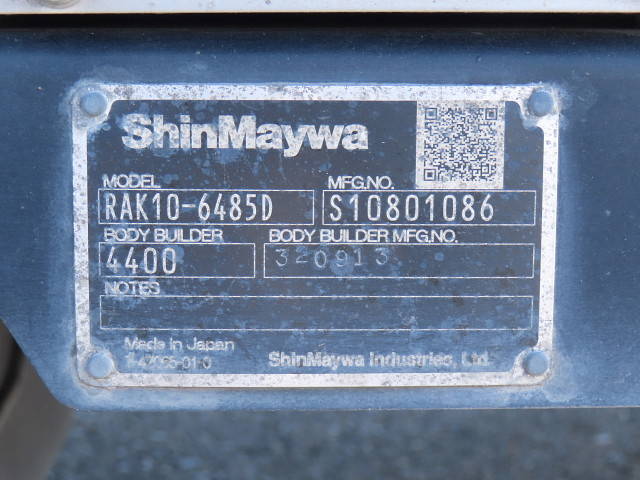 ShinMaywa
MODEL MFG.NO.
RAK10-6485D S10801086
BODY BUILDER BODY BUILDER MFG.NO.
4400 320913
NOTES
Made in Japan
ShinMaywa Industries, Ltd.